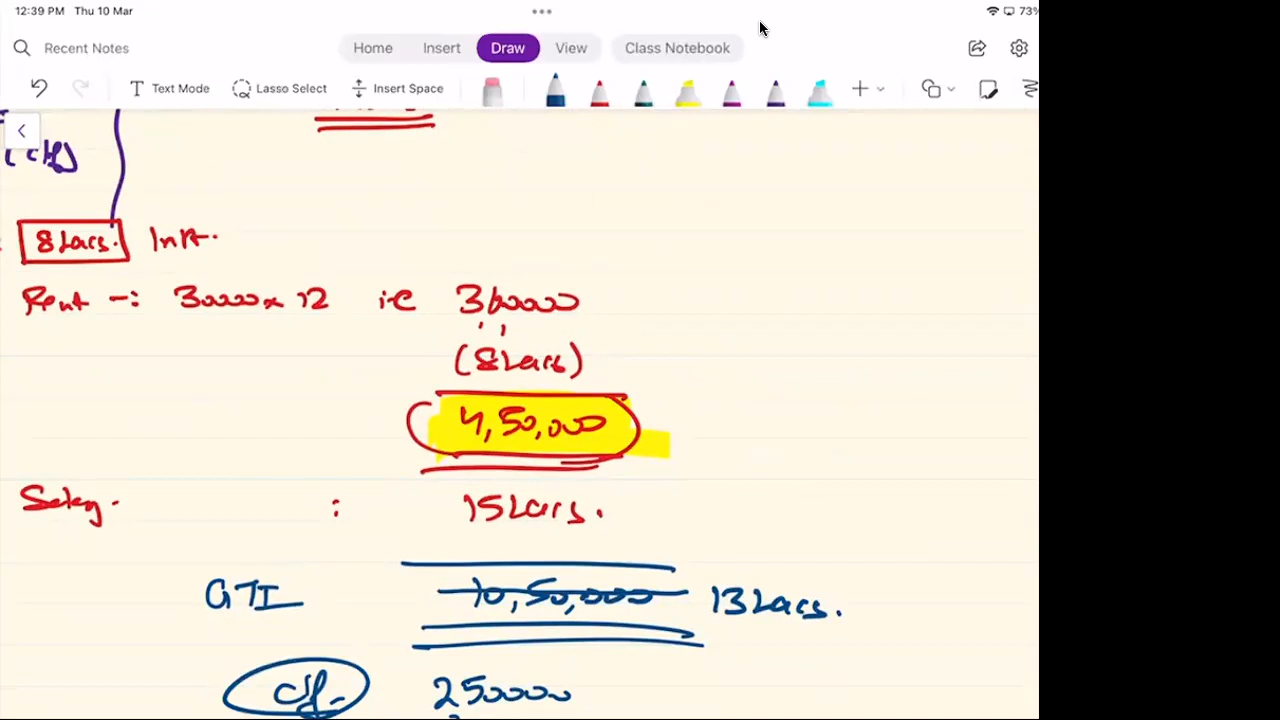 12:39 PM Thu 10 Mar 73%
Recent Notes Home Insert Draw View Class Notebook
Text Mode Lasso Select Insert Space
(c/f)
8 Lacs. Int.
Rent -: 30000 x 12 i.e 360000
(8 Lacs)
4,50,000
Salary : 15 Lacs.
GTI 10,50,000 13 Lacs.
c/f. 250000